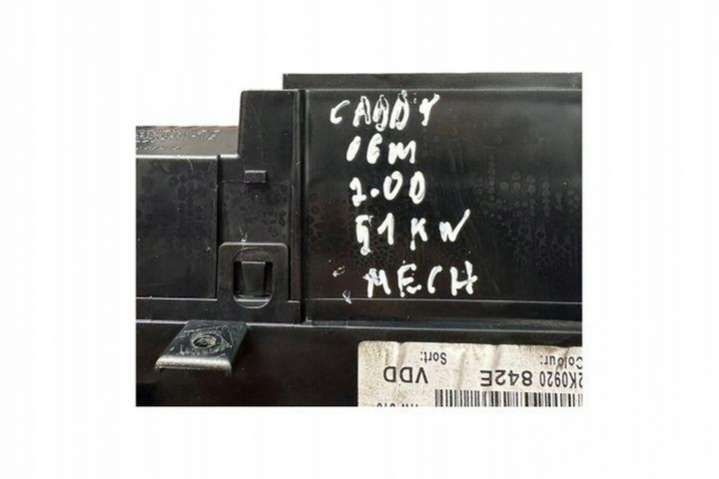 CADDY
06M
2.0D
51KW
MECH
Colour:
2K0920 842E
Sort: VDD